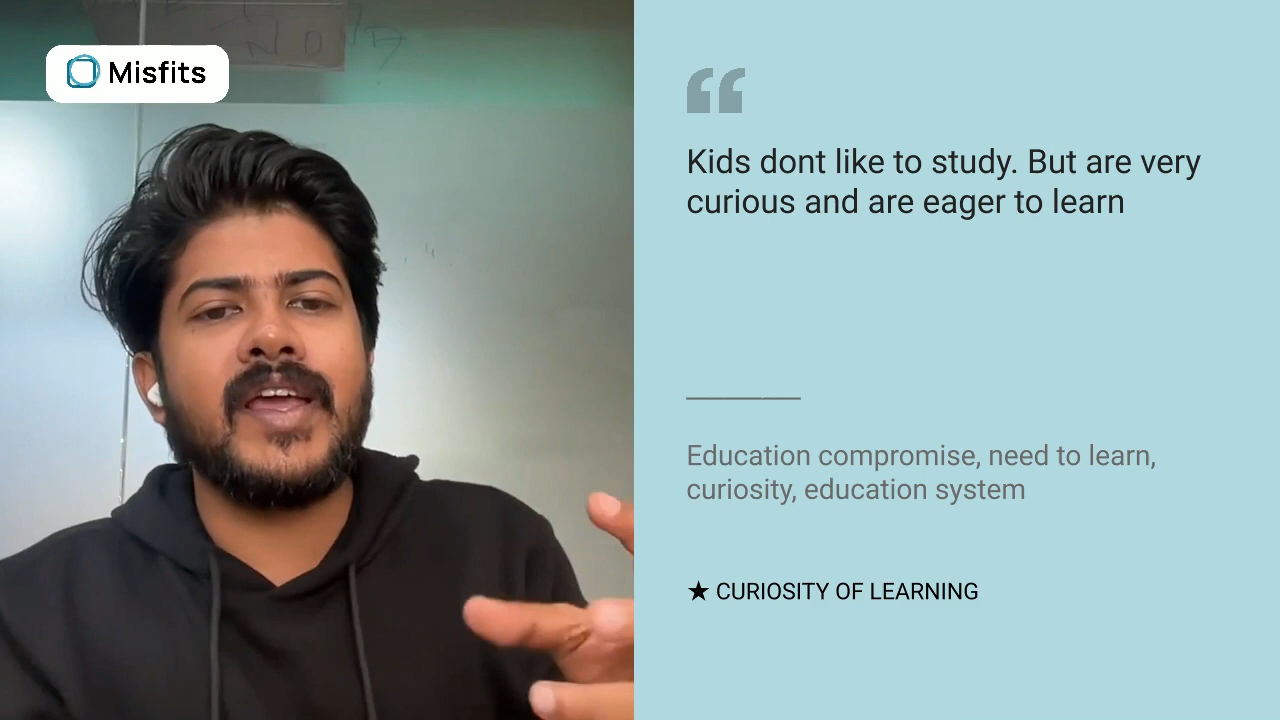 Misfits
Kids dont like to study. But are very
curious and are eager to learn
Education compromise, need to learn,
curiosity, education system
★ CURIOSITY OF LEARNING